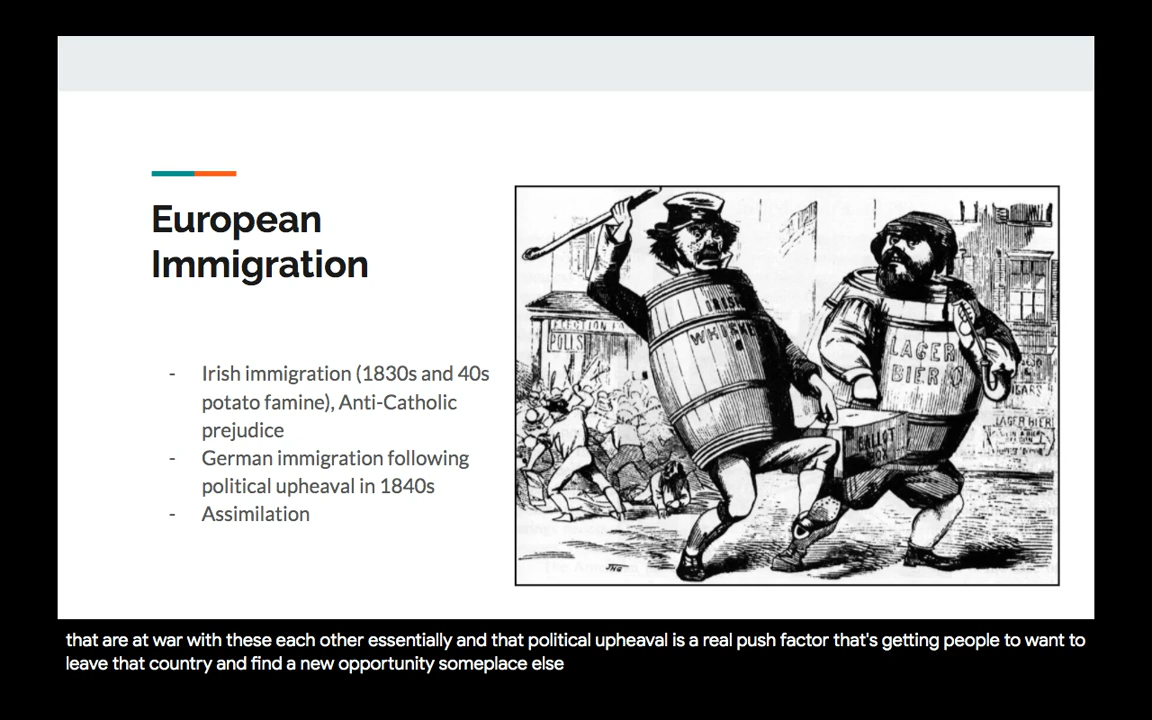 European
Immigration
- Irish immigration (1830s and 40s
potato famine), Anti-Catholic
prejudice
- German immigration following
political upheaval in 1840s
- Assimilation
ELECTION
POLLS
IRISH
WHISKEY
LAGER
BIER
BALLOT
BOX
LAGER BIER
that are at war with these each other essentially and that political upheaval is a real push factor that's getting people to want to
leave that country and find a new opportunity someplace else